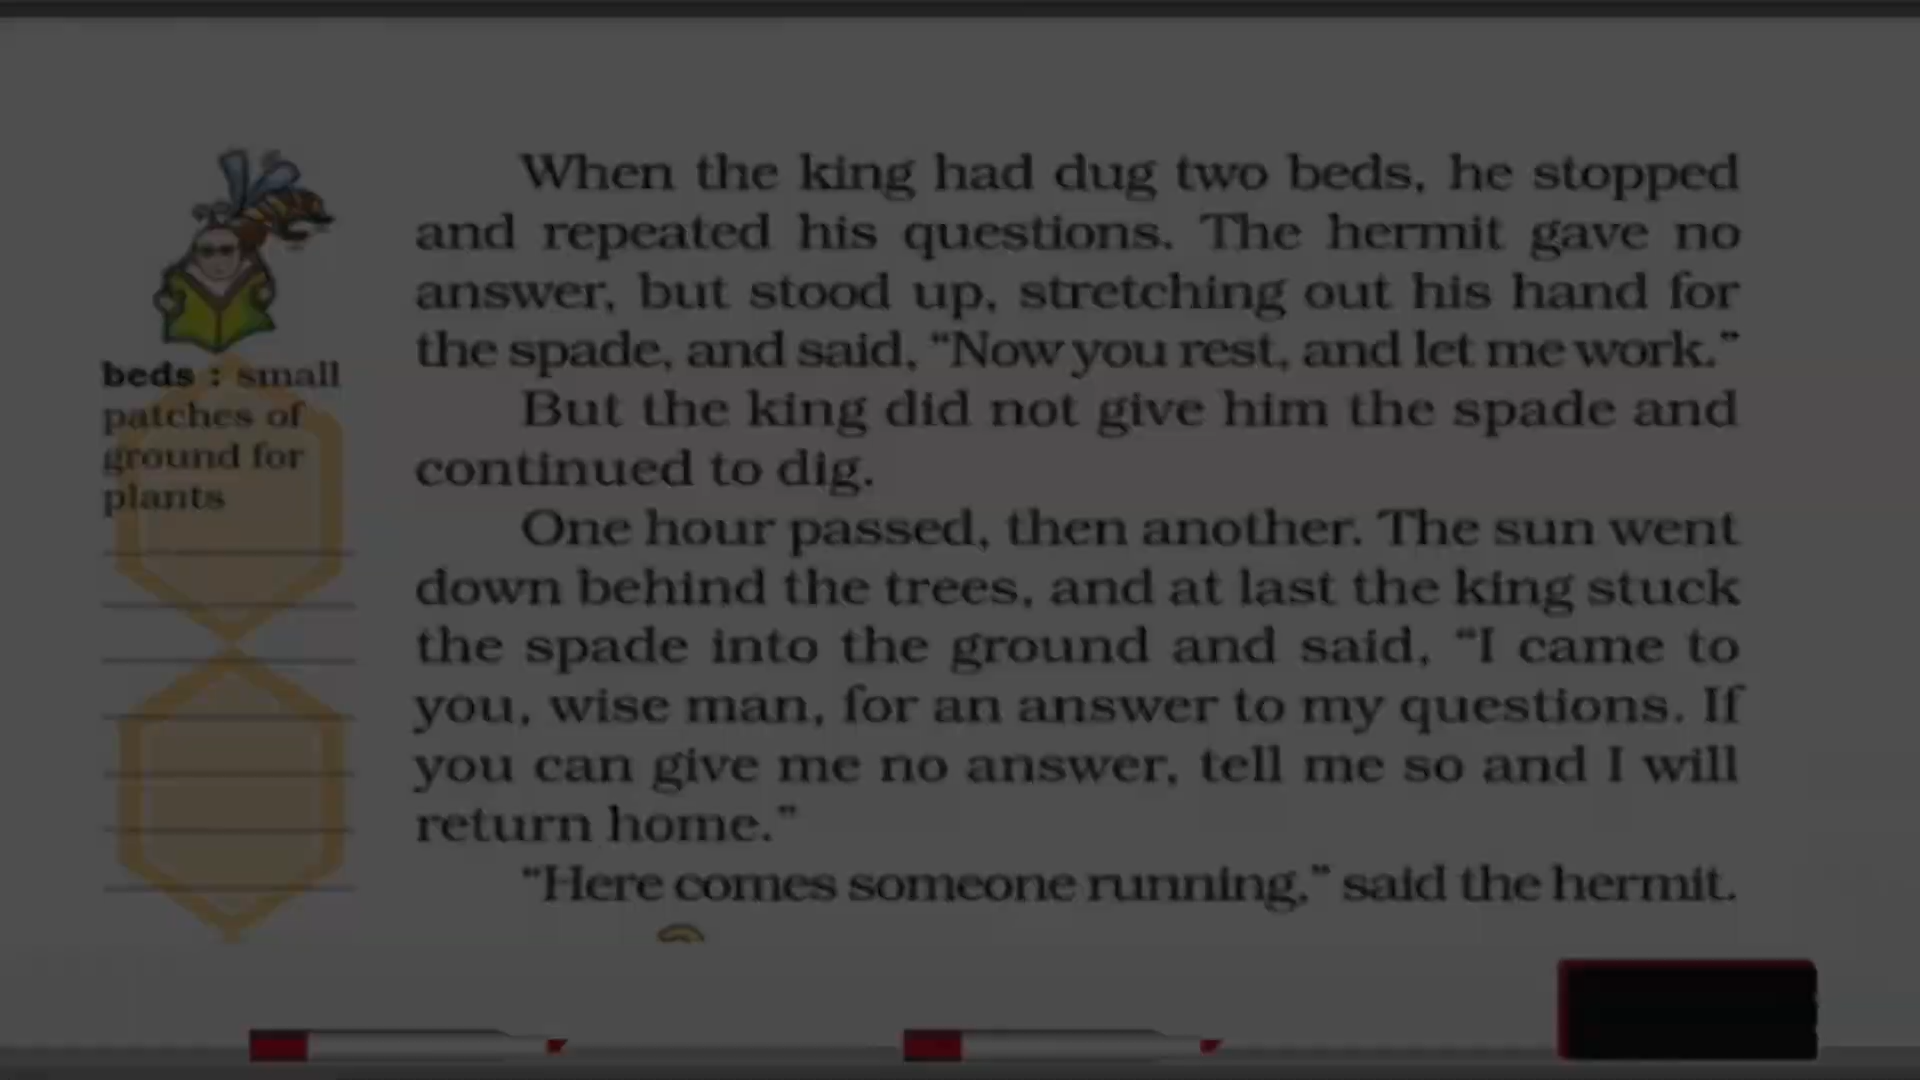 When the king had dug two beds, he stopped
and repeated his questions. The hermit gave no
answer, but stood up, stretching out his hand for
the spade, and said, “Now you rest, and let me work.”
But the king did not give him the spade and
continued to dig.
One hour passed, then another. The sun went
down behind the trees, and at last the king stuck
the spade into the ground and said, “I came to
you, wise man, for an answer to my questions. If
you can give me no answer, tell me so and I will
return home.”
“Here comes someone running,” said the hermit.
beds : small
patches of
ground for
plants